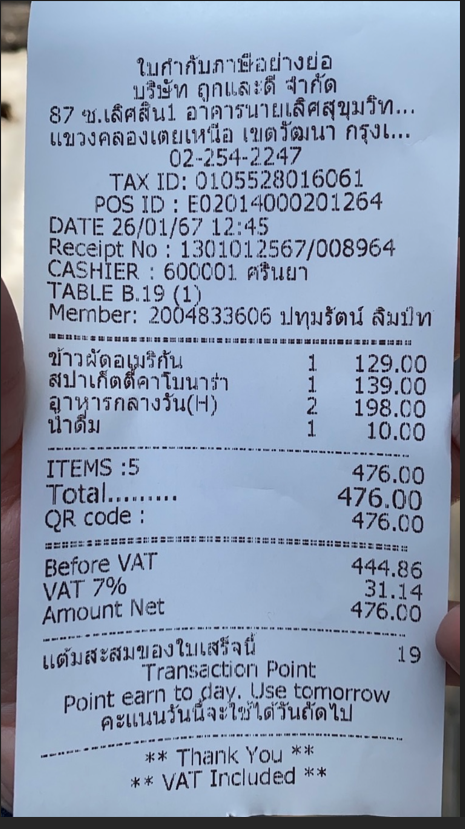 ใบกำกับภาษีอย่างย่อ
บริษัท ถูกและดี จำกัด
87 ซ.เลิศสิน1 อาคารนายเลิศสุขุมวิท...
แขวงคลองเตยเหนือ เขตวัฒนา กรุงเ...
02-254-2247
TAX ID: 0105528016061
POS ID : E02014000201264
DATE 26/01/67 12:45
Receipt No : 1301012567/008964
CASHIER : 600001 ศรินยา
TABLE B.19 (1)
Member: 2004833606 ปทุมรัตน์ ลิมป์ท
ข้าวผัดอเมริกัน 1 129.00
สปาเก็ตตี้คาโบนาร่า 1 139.00
อาหารกลางวัน(H) 2 198.00
น้ำดื่ม 1 10.00
ITEMS :5 476.00
Total......... 476.00
QR code : 476.00
Before VAT 444.86
VAT 7% 31.14
Amount Net 476.00
แต้มสะสมของใบเสร็จนี้ 19
Transaction Point
Point earn to day. Use tomorrow
คะแนนวันนี้จะใช้ได้วันถัดไป
** Thank You **
** VAT Included **